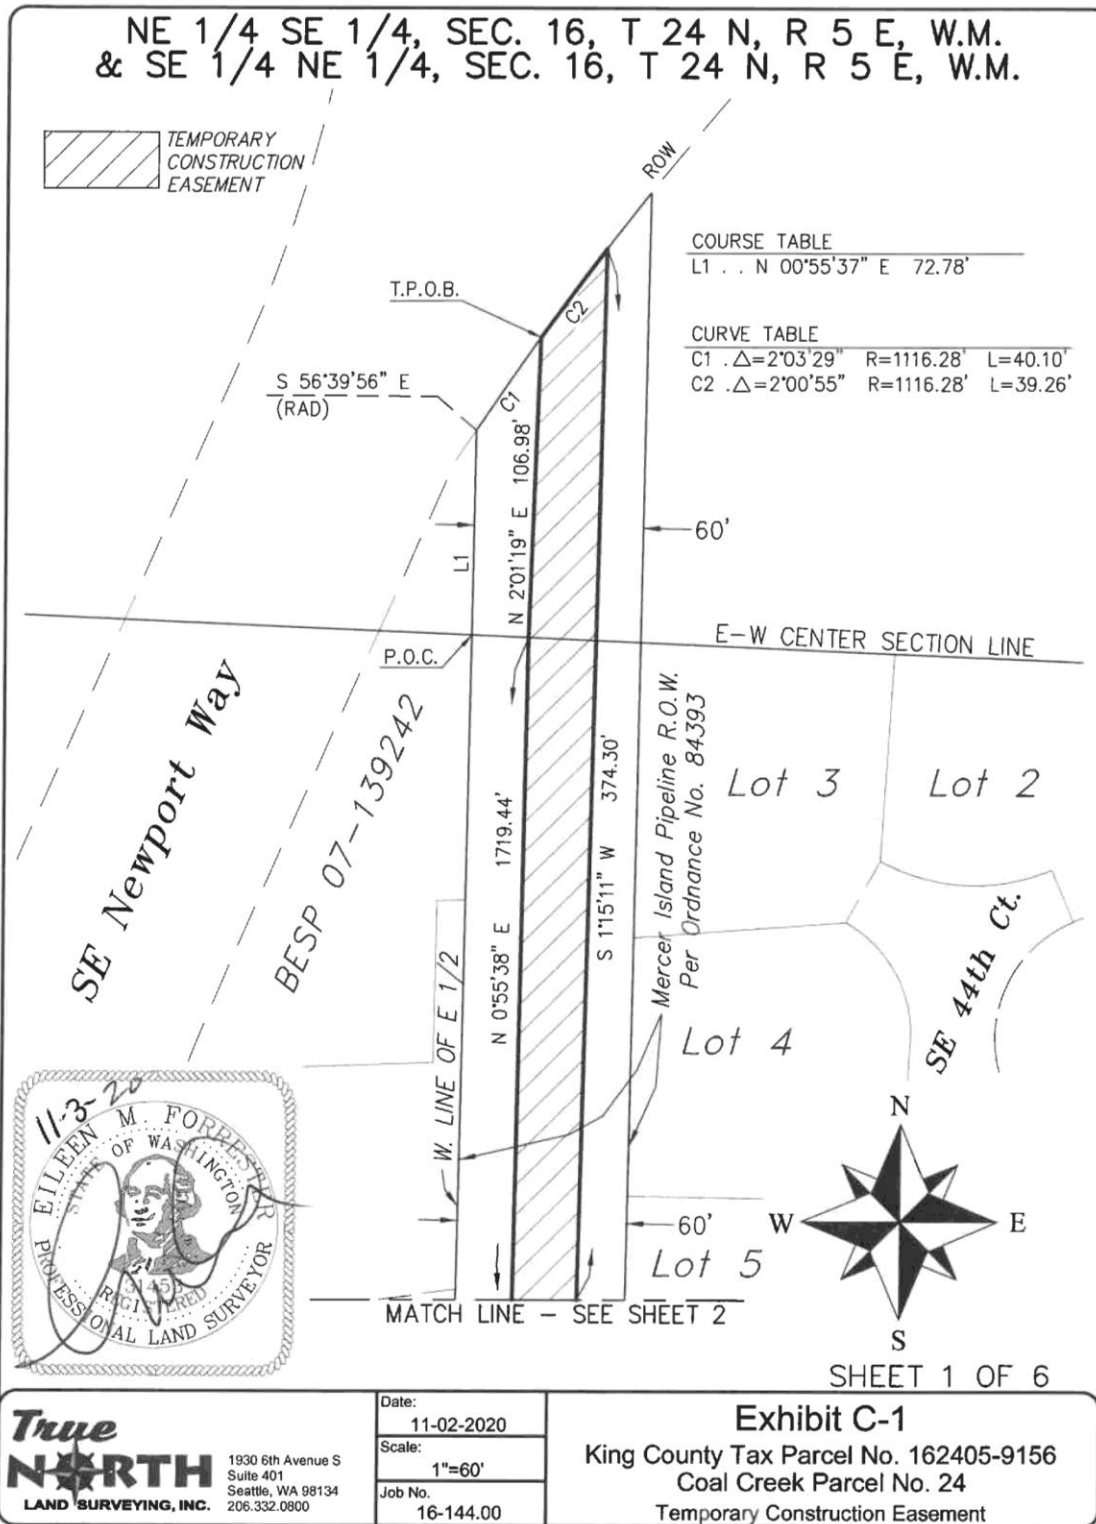 NE 1/4 SE 1/4, SEC. 16, T 24 N, R 5 E, W.M.
& SE 1/4 NE 1/4, SEC. 16, T 24 N, R 5 E, W.M.
TEMPORARY
CONSTRUCTION
EASEMENT
ROW
COURSE TABLE
L1 . . N 00°55'37" E 72.78'
CURVE TABLE
C1 .△=2°03'29" R=1116.28' L=40.10'
C2 .△=2°00'55" R=1116.28' L=39.26'
T.P.O.B.
C2
S 56°39'56" E
(RAD)
C1
N 2°01'19" E 106.98'
L1
60'
E-W CENTER SECTION LINE
P.O.C.
SE Newport Way
BESP 07-139242
N 0°55'38" E 1719.44'
S 1°15'11" W 374.30'
Mercer Island Pipeline R.O.W.
Per Ordnance No. 84393
Lot 3
Lot 2
SE 44th Ct.
Lot 4
W. LINE OF E 1/2
60'
Lot 5
N
W
E
S
11-3-20
EILEEN M. FORRESTER
STATE OF WASHINGTON
REGISTERED
PROFESSIONAL LAND SURVEYOR
MATCH LINE - SEE SHEET 2
SHEET 1 OF 6
True
NORTH
LAND SURVEYING, INC.
1930 6th Avenue S
Suite 401
Seattle, WA 98134
206.332.0800
Date:
11-02-2020
Scale:
1"=60'
Job No.
16-144.00
Exhibit C-1
King County Tax Parcel No. 162405-9156
Coal Creek Parcel No. 24
Temporary Construction Easement